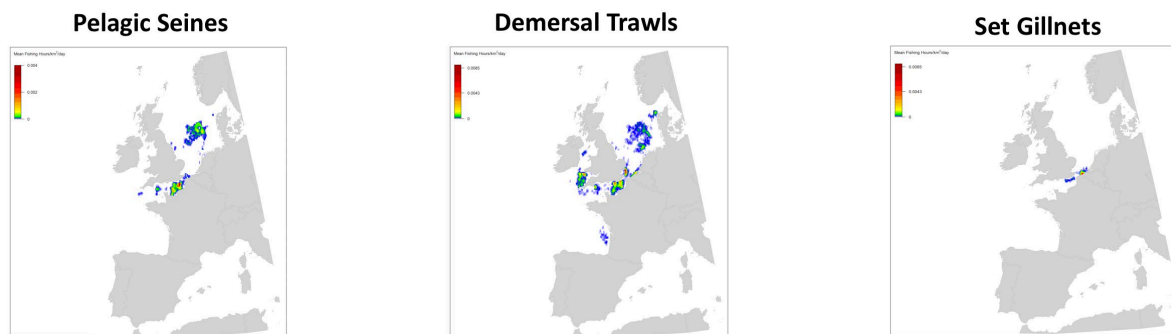 Pelagic Seines
Demersal Trawls
Set Gillnets
Mean Fishing Hours/km²/day
0.004
0.002
0
Mean Fishing Hours/km²/day
0.0085
0.0043
0
Mean Fishing Hours/km²/day
0.0085
0.0043
0